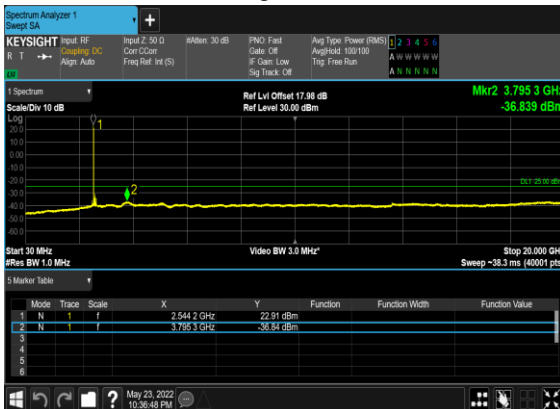 Spectrum Analyzer 1
Swept SA
KEYSIGHT Input: RF Input Z: 50 Ω #Atten: 30 dB PNO: Fast Avg Type: Power (RMS) 1 2 3 4 5 6
R T Coupling: DC Corr CCorr Gate: Off Avg|Hold: 100/100 A W W W W W
Align: Auto Freq Ref: Int (S) IF Gain: Low Trig: Free Run
Sig Track: Off A N N N N N
1 Spectrum Ref Lvl Offset 17.98 dB Mkr2 3.795 3 GHz
Scale/Div 10 dB Ref Level 30.00 dBm -36.839 dBm
Log
20.0
10.0
0.00
-10.0
-20.0
-30.0
-40.0
-50.0
-60.0
1
2
Start 30 MHz Video BW 3.0 MHz* Stop 20.000 GH
#Res BW 1.0 MHz Sweep ~38.3 ms (40001 pts
5 Marker Table
Mode Trace Scale X Y Function Function Width Function Value
1 N 1 f 2.544 2 GHz 22.91 dBm
2 N 1 f 3.795 3 GHz -36.84 dBm
3
4
5
6
? May 23, 2022
10:36:48 PM